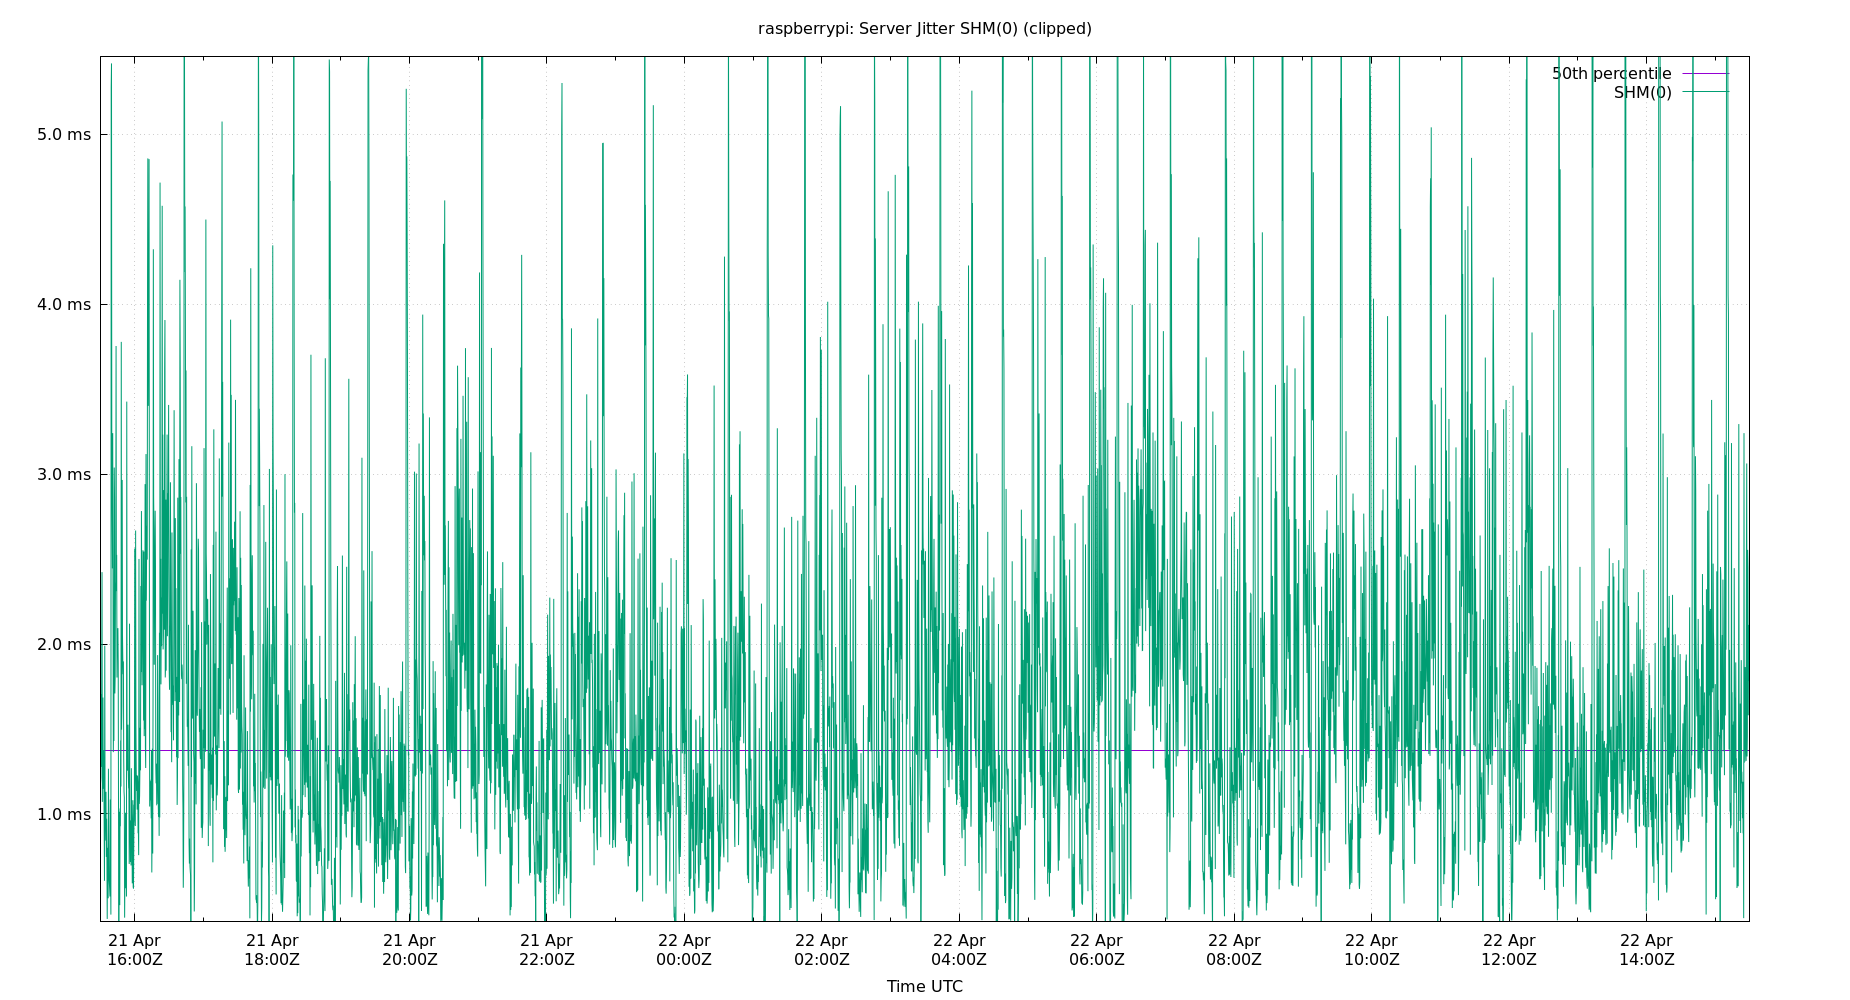 raspberrypi: Server Jitter SHM(0) (clipped)
50th percentile
SHM(0)
5.0 ms
4.0 ms
3.0 ms
2.0 ms
1.0 ms
21 Apr 21 Apr 21 Apr 21 Apr 22 Apr 22 Apr 22 Apr 22 Apr 22 Apr 22 Apr 22 Apr 22 Apr
16:00Z 18:00Z 20:00Z 22:00Z 00:00Z 02:00Z 04:00Z 06:00Z 08:00Z 10:00Z 12:00Z 14:00Z
Time UTC